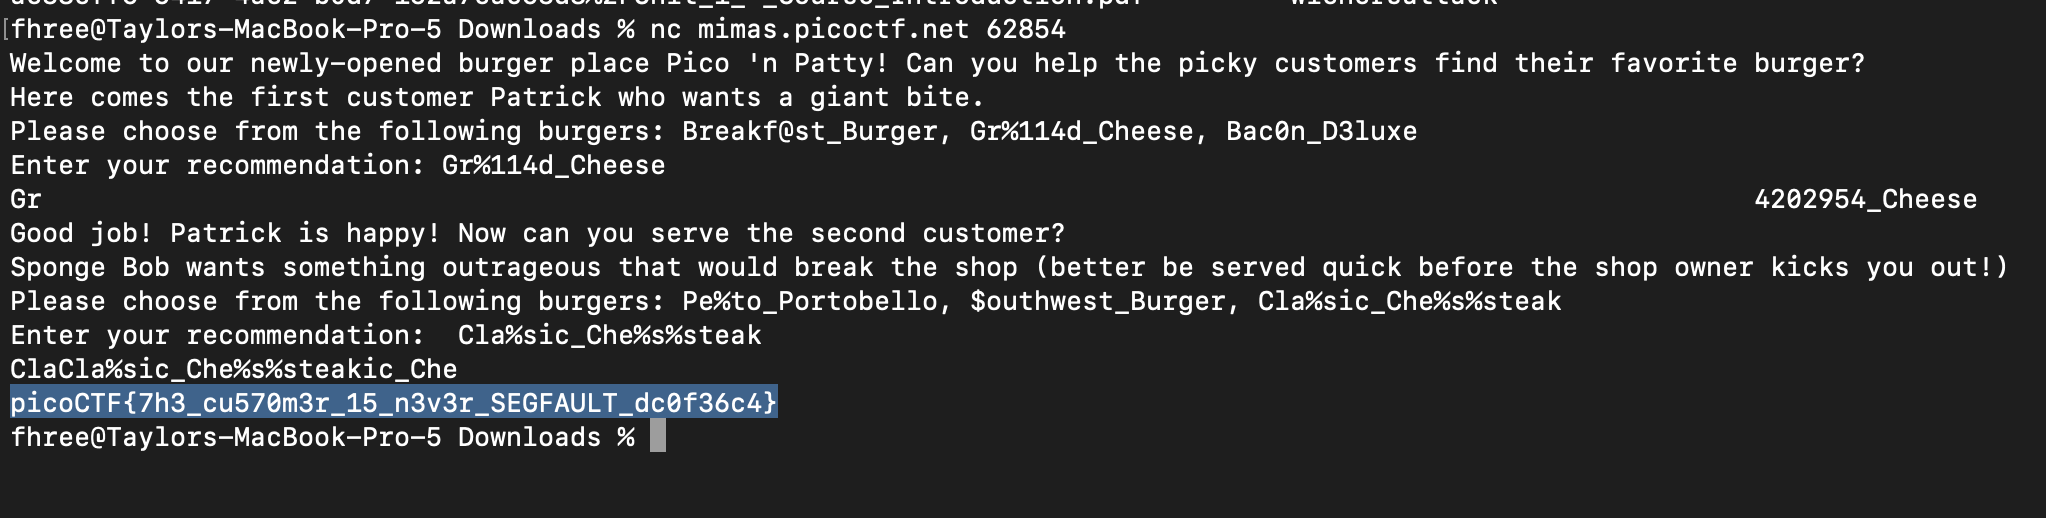 fhree@Taylors-MacBook-Pro-5 Downloads % nc mimas.picoctf.net 62854
Welcome to our newly-opened burger place Pico 'n Patty! Can you help the picky customers find their favorite burger?
Here comes the first customer Patrick who wants a giant bite.
Please choose from the following burgers: Breakf@st_Burger, Gr%114d_Cheese, Bac0n_D3luxe
Enter your recommendation: Gr%114d_Cheese
Gr 4202954_Cheese
Good job! Patrick is happy! Now can you serve the second customer?
Sponge Bob wants something outrageous that would break the shop (better be served quick before the shop owner kicks you out!)
Please choose from the following burgers: Pe%to_Portobello, $outhwest_Burger, Cla%sic_Che%s%steak
Enter your recommendation:  Cla%sic_Che%s%steak
ClaCla%sic_Che%s%steakic_Che
picoCTF{7h3_cu570m3r_15_n3v3r_SEGFAULT_dc0f36c4}
fhree@Taylors-MacBook-Pro-5 Downloads %